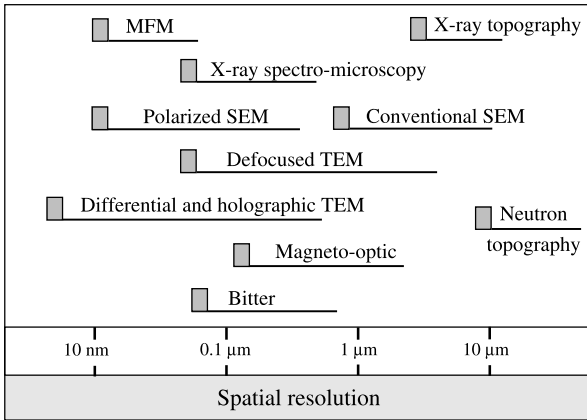 MFM
X-ray topography
X-ray spectro-microscopy
Polarized SEM
Conventional SEM
Defocused TEM
Differential and holographic TEM
Neutron
topography
Magneto-optic
Bitter
10 nm
0.1 µm
1 µm
10 µm
Spatial resolution